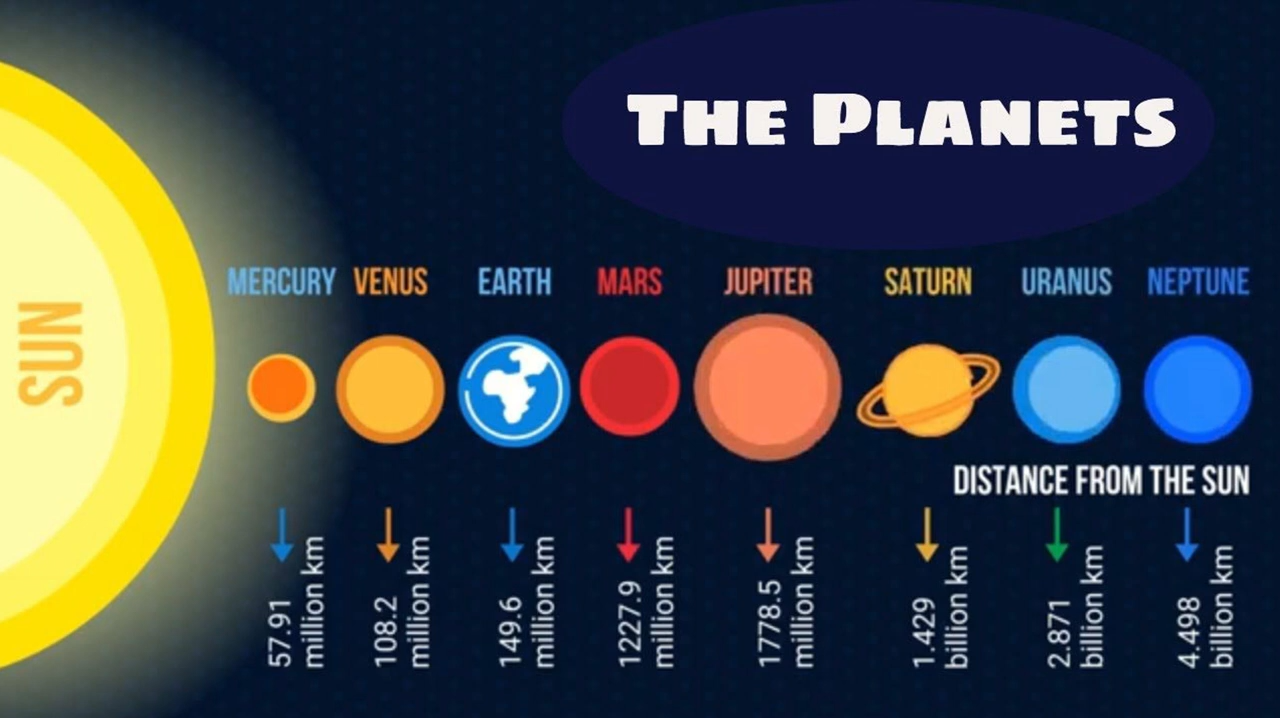 The Planets
SUN
MERCURY
VENUS
EARTH
MARS
JUPITER
SATURN
URANUS
NEPTUNE
DISTANCE FROM THE SUN
57.91
million km
108.2
million km
149.6
million km
1227.9
million km
1778.5
million km
1.429
billion km
2.871
billion km
4.498
billion km